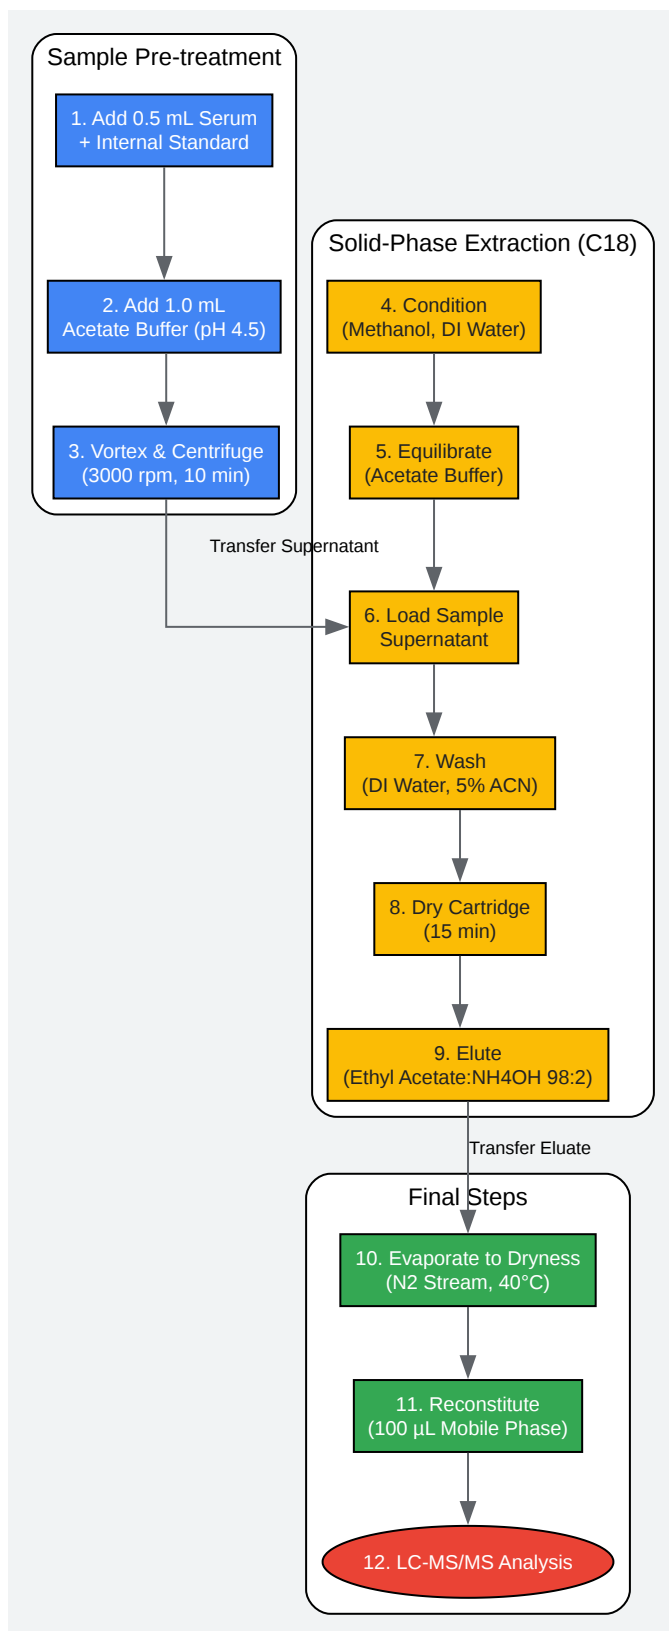 Sample Pre-treatment
1. Add 0.5 mL Serum
+ Internal Standard
2. Add 1.0 mL
Acetate Buffer (pH 4.5)
3. Vortex & Centrifuge
(3000 rpm, 10 min)
Transfer Supernatant
Solid-Phase Extraction (C18)
4. Condition
(Methanol, DI Water)
5. Equilibrate
(Acetate Buffer)
6. Load Sample
Supernatant
7. Wash
(DI Water, 5% ACN)
8. Dry Cartridge
(15 min)
9. Elute
(Ethyl Acetate:NH4OH 98:2)
Transfer Eluate
Final Steps
10. Evaporate to Dryness
(N2 Stream, 40°C)
11. Reconstitute
(100 µL Mobile Phase)
12. LC-MS/MS Analysis